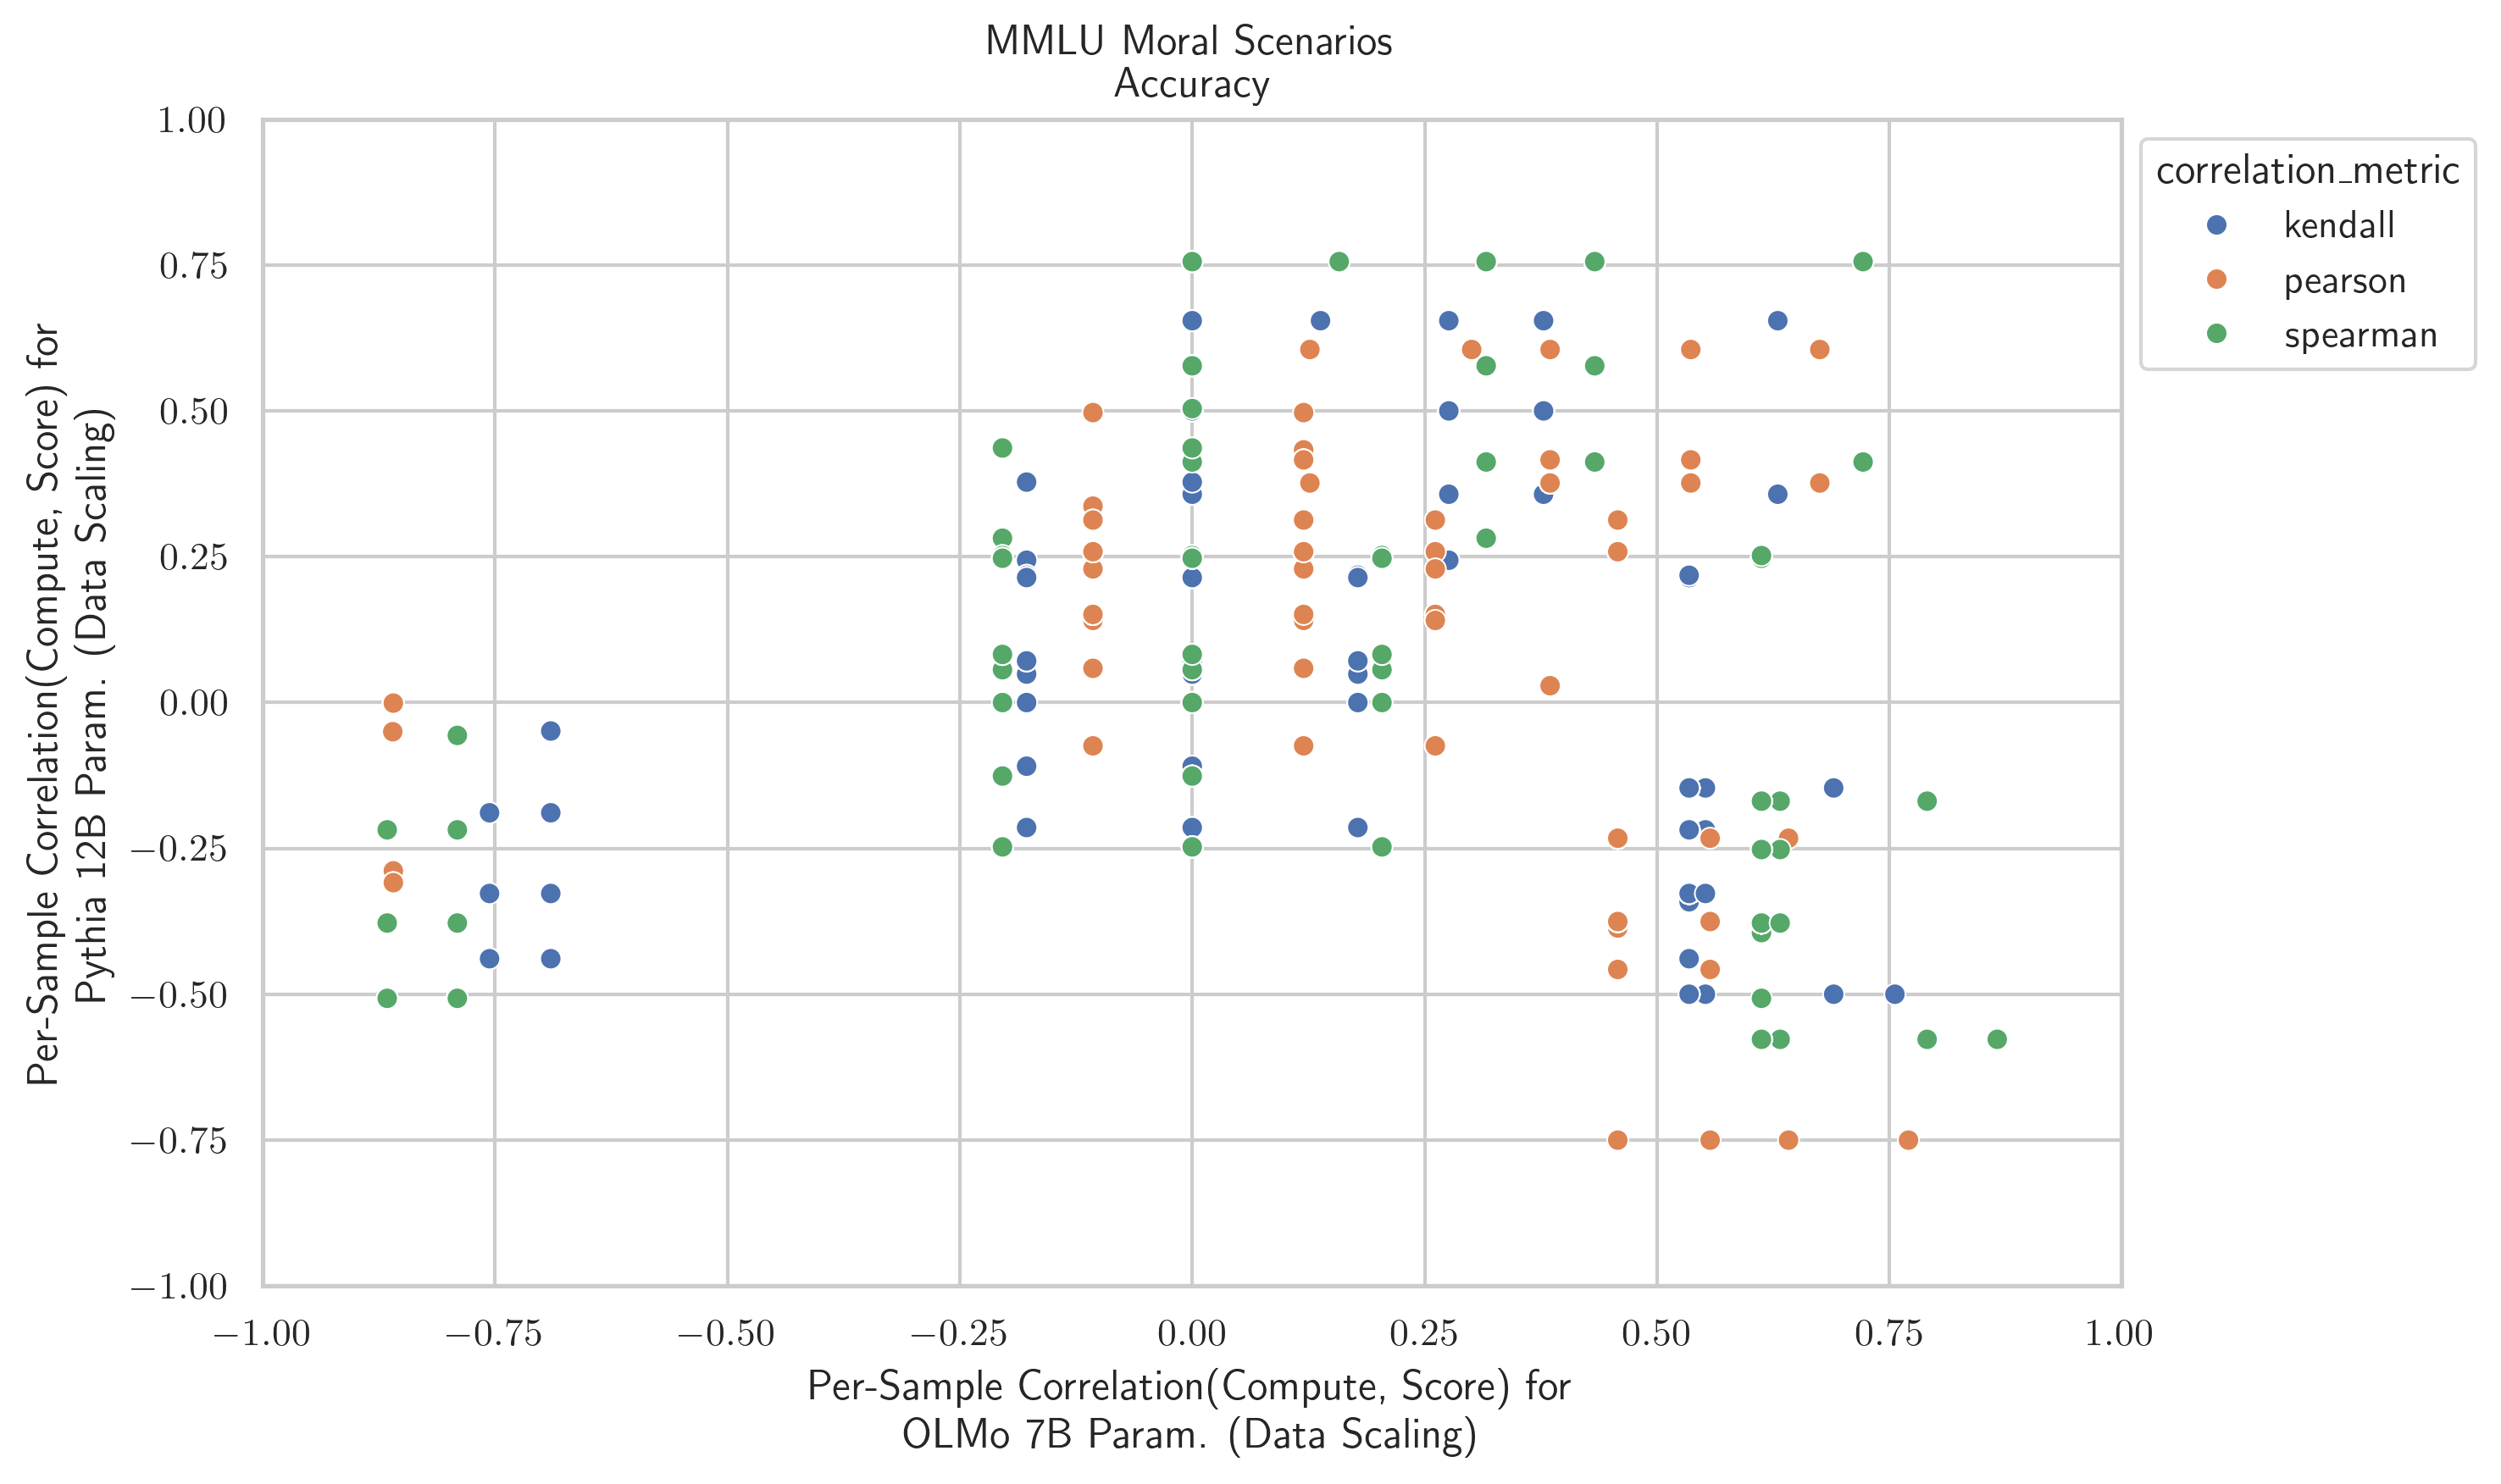 MMLU Moral Scenarios
Accuracy
Per-Sample Correlation(Compute, Score) for
Pythia 12B Param. (Data Scaling)
1.00
0.75
0.50
0.25
0.00
−0.25
−0.50
−0.75
−1.00
−1.00 −0.75 −0.50 −0.25 0.00 0.25 0.50 0.75 1.00
Per-Sample Correlation(Compute, Score) for
OLMo 7B Param. (Data Scaling)
correlation_metric
kendall
pearson
spearman